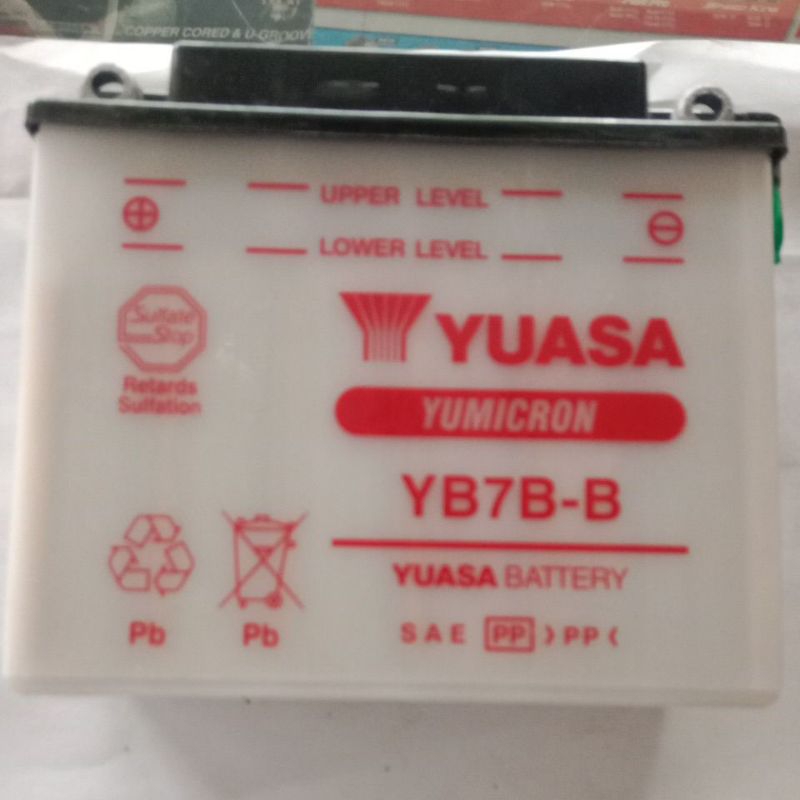 COPPER CORED & U-GROOV
UPPER LEVEL
LOWER LEVEL
Sulfate
Stop
Retards
Sulfation
YUASA
YUMICRON
YB7B-B
YUASA BATTERY
Pb
Pb
SAE PP >PP<